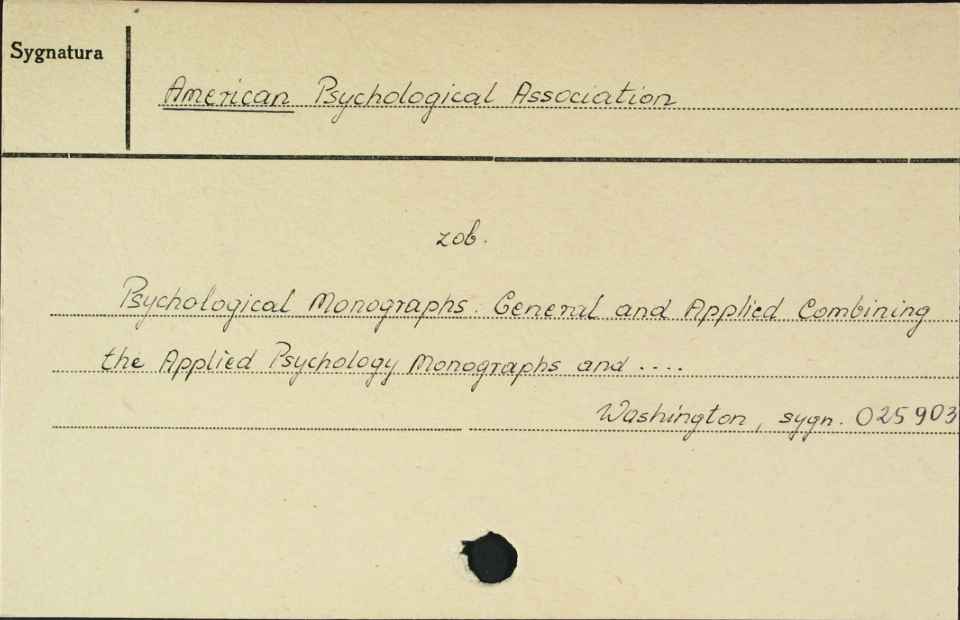 Sygnatura
American Psychological Association
zob.
Psychological Monographs. General and Applied Combining
the Applied Psychology Monographs and ....
Washington, sygn. 025903